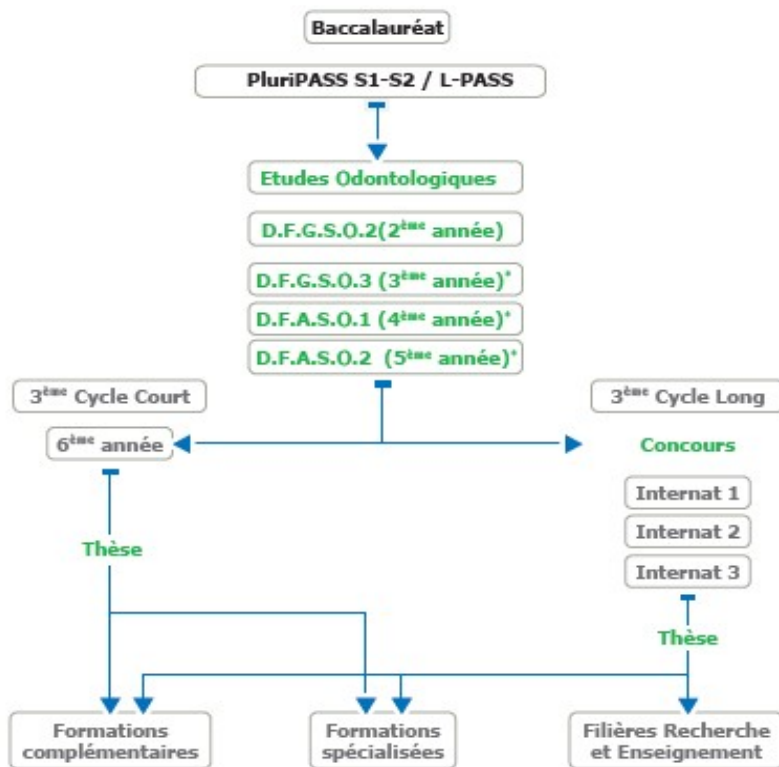 Baccalauréat
PluriPASS S1-S2 / L-PASS
Etudes Odontologiques
D.F.G.S.O.2(2ème année)
D.F.G.S.O.3 (3ème année)*
D.F.A.S.O.1 (4ème année)*
D.F.A.S.O.2 (5ème année)*
3ème Cycle Court
3ème Cycle Long
6ème année
Concours
Internat 1
Internat 2
Internat 3
Thèse
Thèse
Formations
complémentaires
Formations
spécialisées
Filières Recherche
et Enseignement